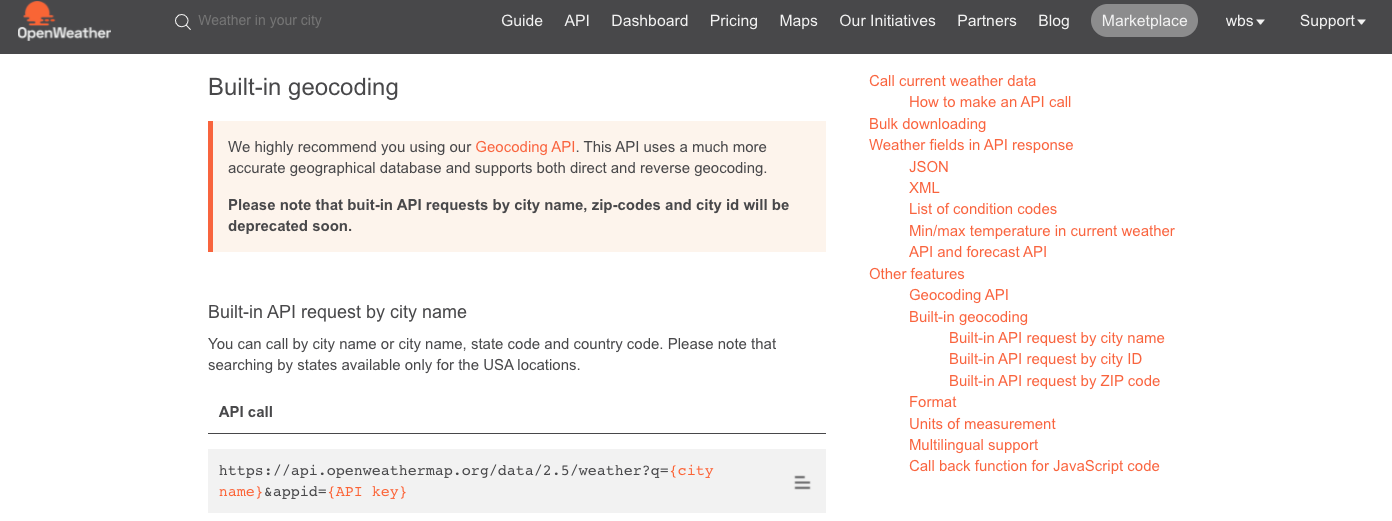 OpenWeather
Weather in your city
Guide API Dashboard Pricing Maps Our Initiatives Partners Blog Marketplace wbs Support
Built-in geocoding
We highly recommend you using our Geocoding API. This API uses a much more
accurate geographical database and supports both direct and reverse geocoding.
Please note that buit-in API requests by city name, zip-codes and city id will be
deprecated soon.
Built-in API request by city name
You can call by city name or city name, state code and country code. Please note that
searching by states available only for the USA locations.
API call
https://api.openweathermap.org/data/2.5/weather?q={city
name}&appid={API key}
Call current weather data
How to make an API call
Bulk downloading
Weather fields in API response
JSON
XML
List of condition codes
Min/max temperature in current weather
API and forecast API
Other features
Geocoding API
Built-in geocoding
Built-in API request by city name
Built-in API request by city ID
Built-in API request by ZIP code
Format
Units of measurement
Multilingual support
Call back function for JavaScript code